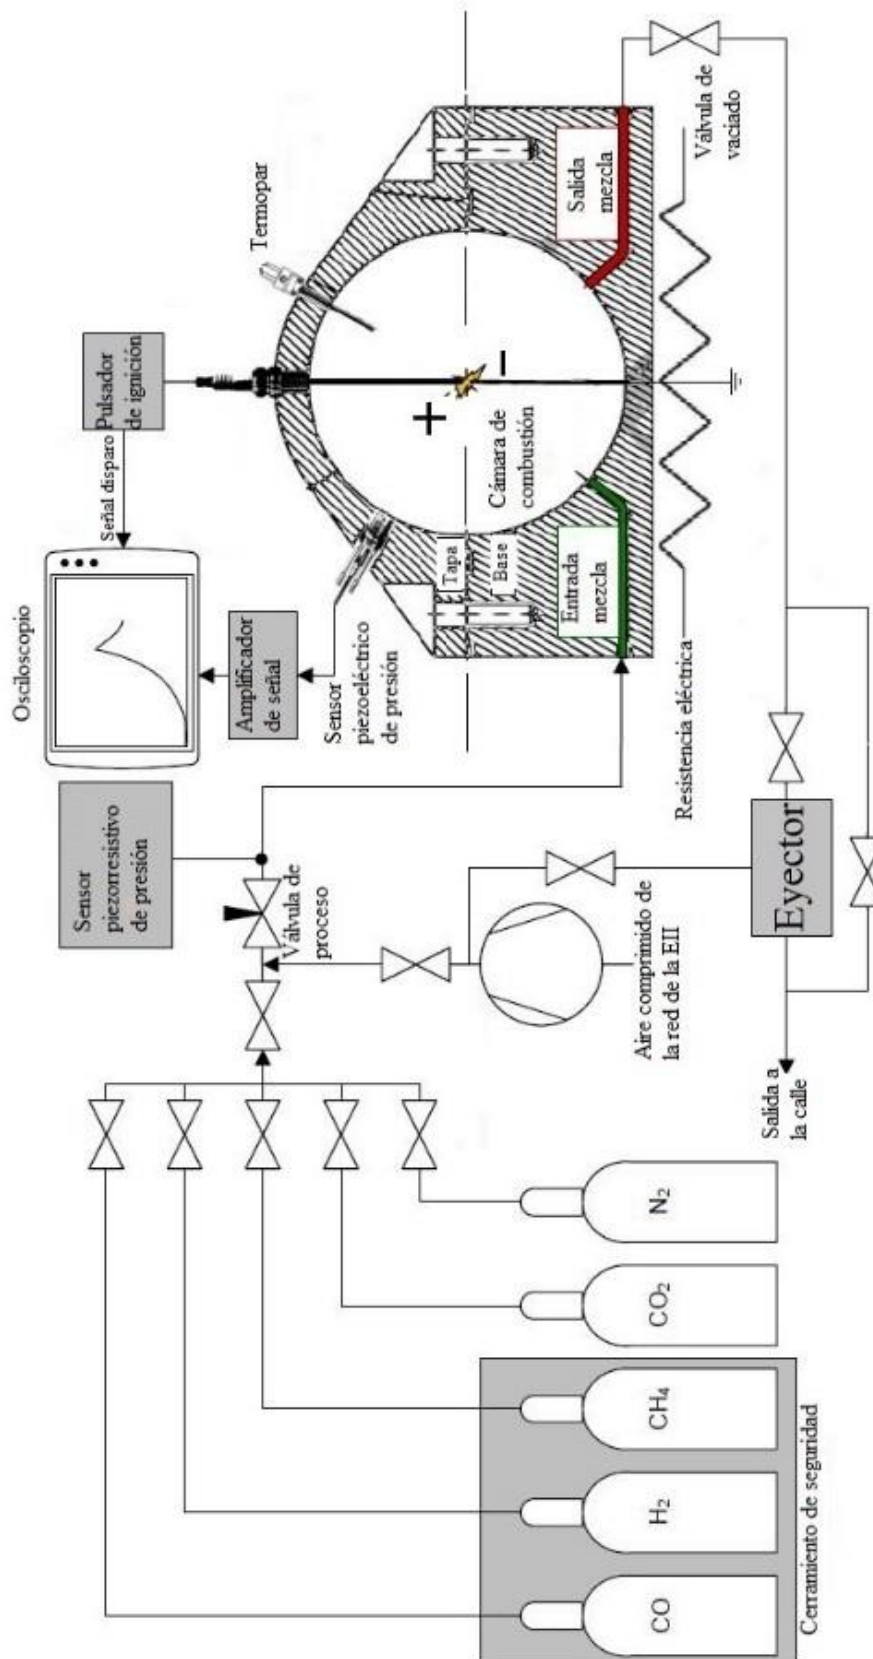 Osciloscopio
Señal disparo
Pulsador
de ignición
Termopar
Sensor
piezorresistivo
de presión
Amplificador
de señal
Sensor
piezoeléctrico
de presión
Válvula de
proceso
+
-
Cámara de
combustión
Tapa
Base
Entrada
mezcla
Salida
mezcla
Válvula de
vaciado
Resistencia eléctrica
Aire comprimido de
la red de la EII
Eyector
Salida a
la calle
CO
H₂
CH₄
CO₂
N₂
Cerramiento de seguridad